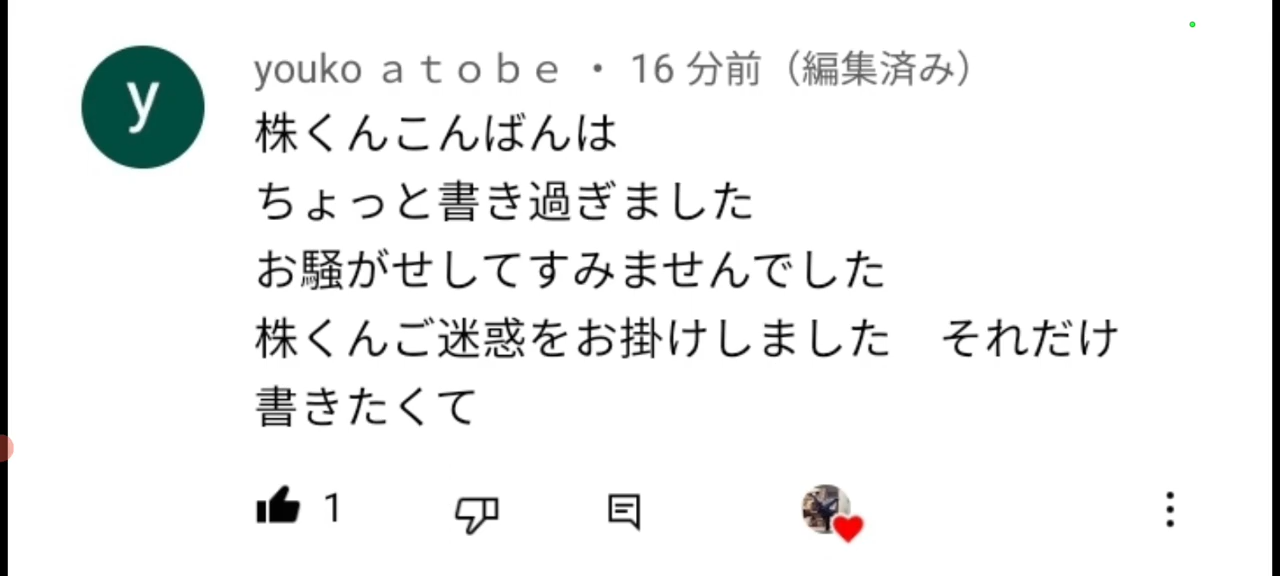 y
youko ａｔｏｂｅ ・ 16 分前（編集済み）
株くんこんばんは
ちょっと書き過ぎました
お騒がせしてすみませんでした
株くんご迷惑をお掛けしました　それだけ
書きたくて
1